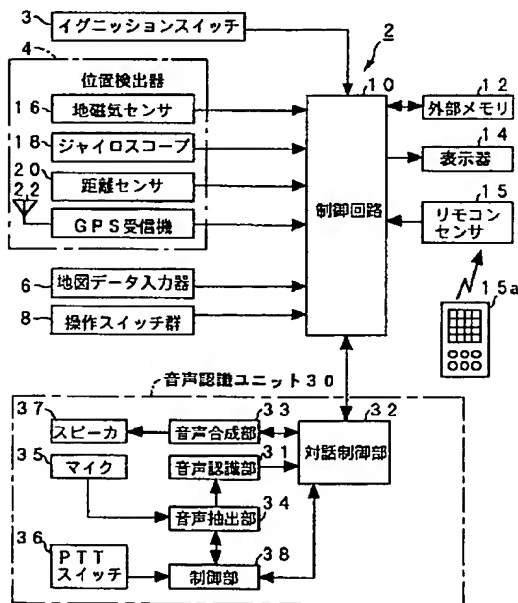 3
イグニッションスイッチ
4
2
位置検出器
10
12
16
地磁気センサ
外部メモリ
18
ジャイロスコープ
14
表示器
20
距離センサ
22
制御回路
15
リモコン
センサ
GPS受信機
6
地図データ入力器
15a
8
操作スイッチ群
音声認識ユニット30
37
スピーカ
33
音声合成部
32
対話制御部
35
マイク
31
音声認識部
34
音声抽出部
36
PTT
スイッチ
38
制御部